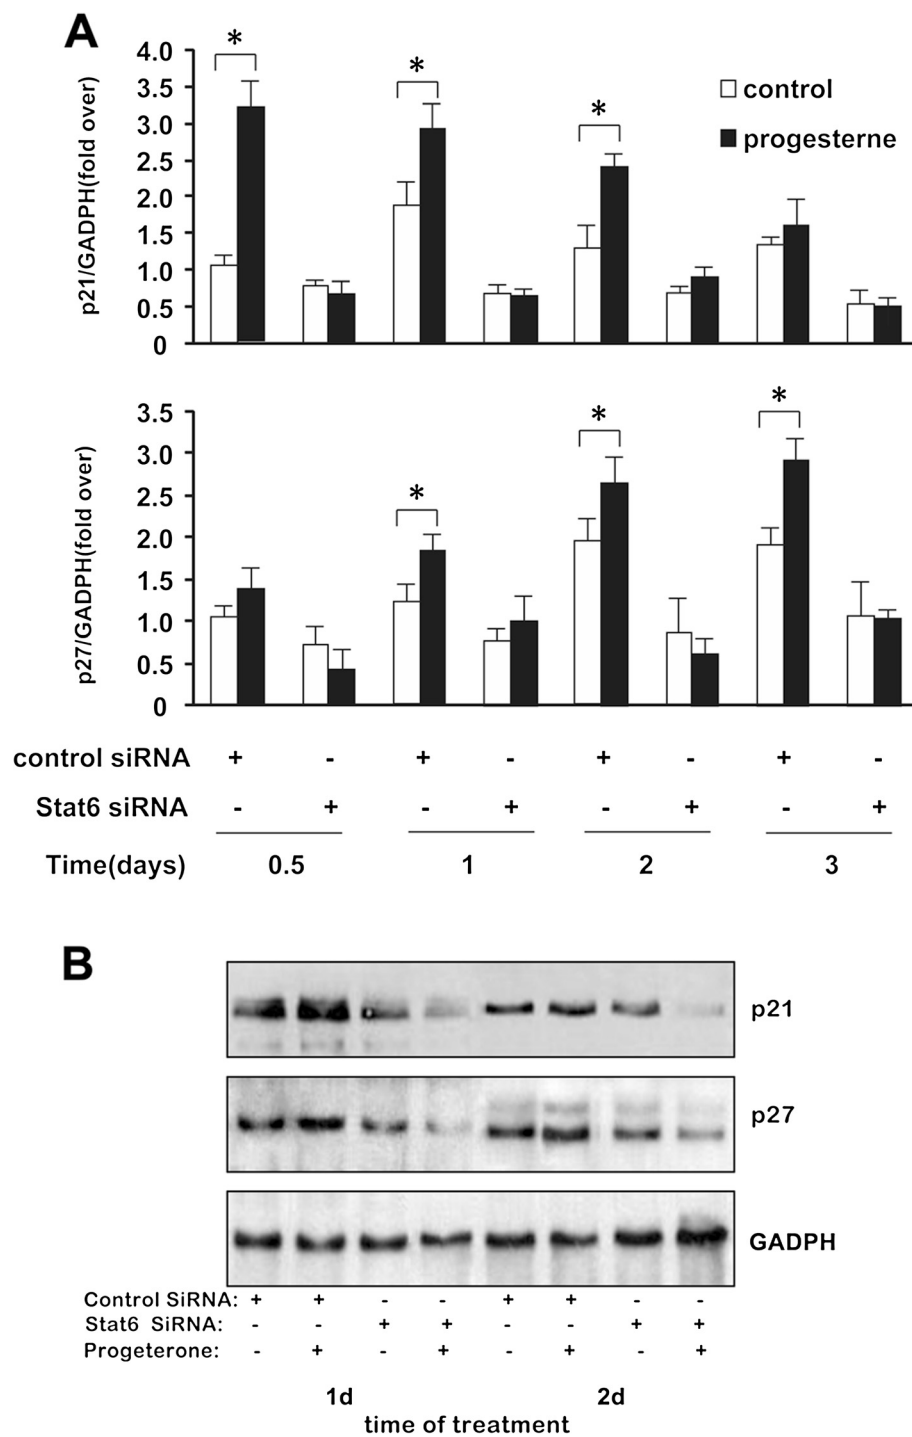 A
*
*
*
4.0
3.5
3.0
2.5
2.0
1.5
1.0
0.5
0
p21/GADPH(fold over)
control
progesterne
*
*
*
3.5
3.0
2.5
2.0
1.5
1.0
0.5
0
p27/GADPH(fold over)
control siRNA + - + - + - + -
Stat6 siRNA - + - + - + - +
Time(days) 0.5 1 2 3
B
p21
p27
GADPH
Control SiRNA: + + - - + + - -
Stat6 SiRNA: - - + + - - + +
Progeterone: - + - + - + - +
1d 2d
time of treatment